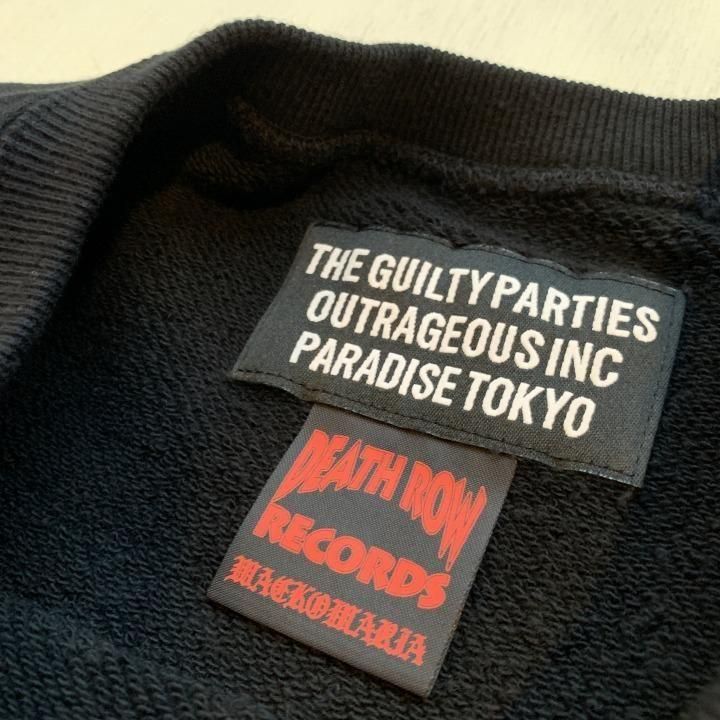 THE GUILTY PARTIES
OUTRAGEOUS INC
PARADISE TOKYO
DEATH ROW
RECORDS
WACKOMARIA